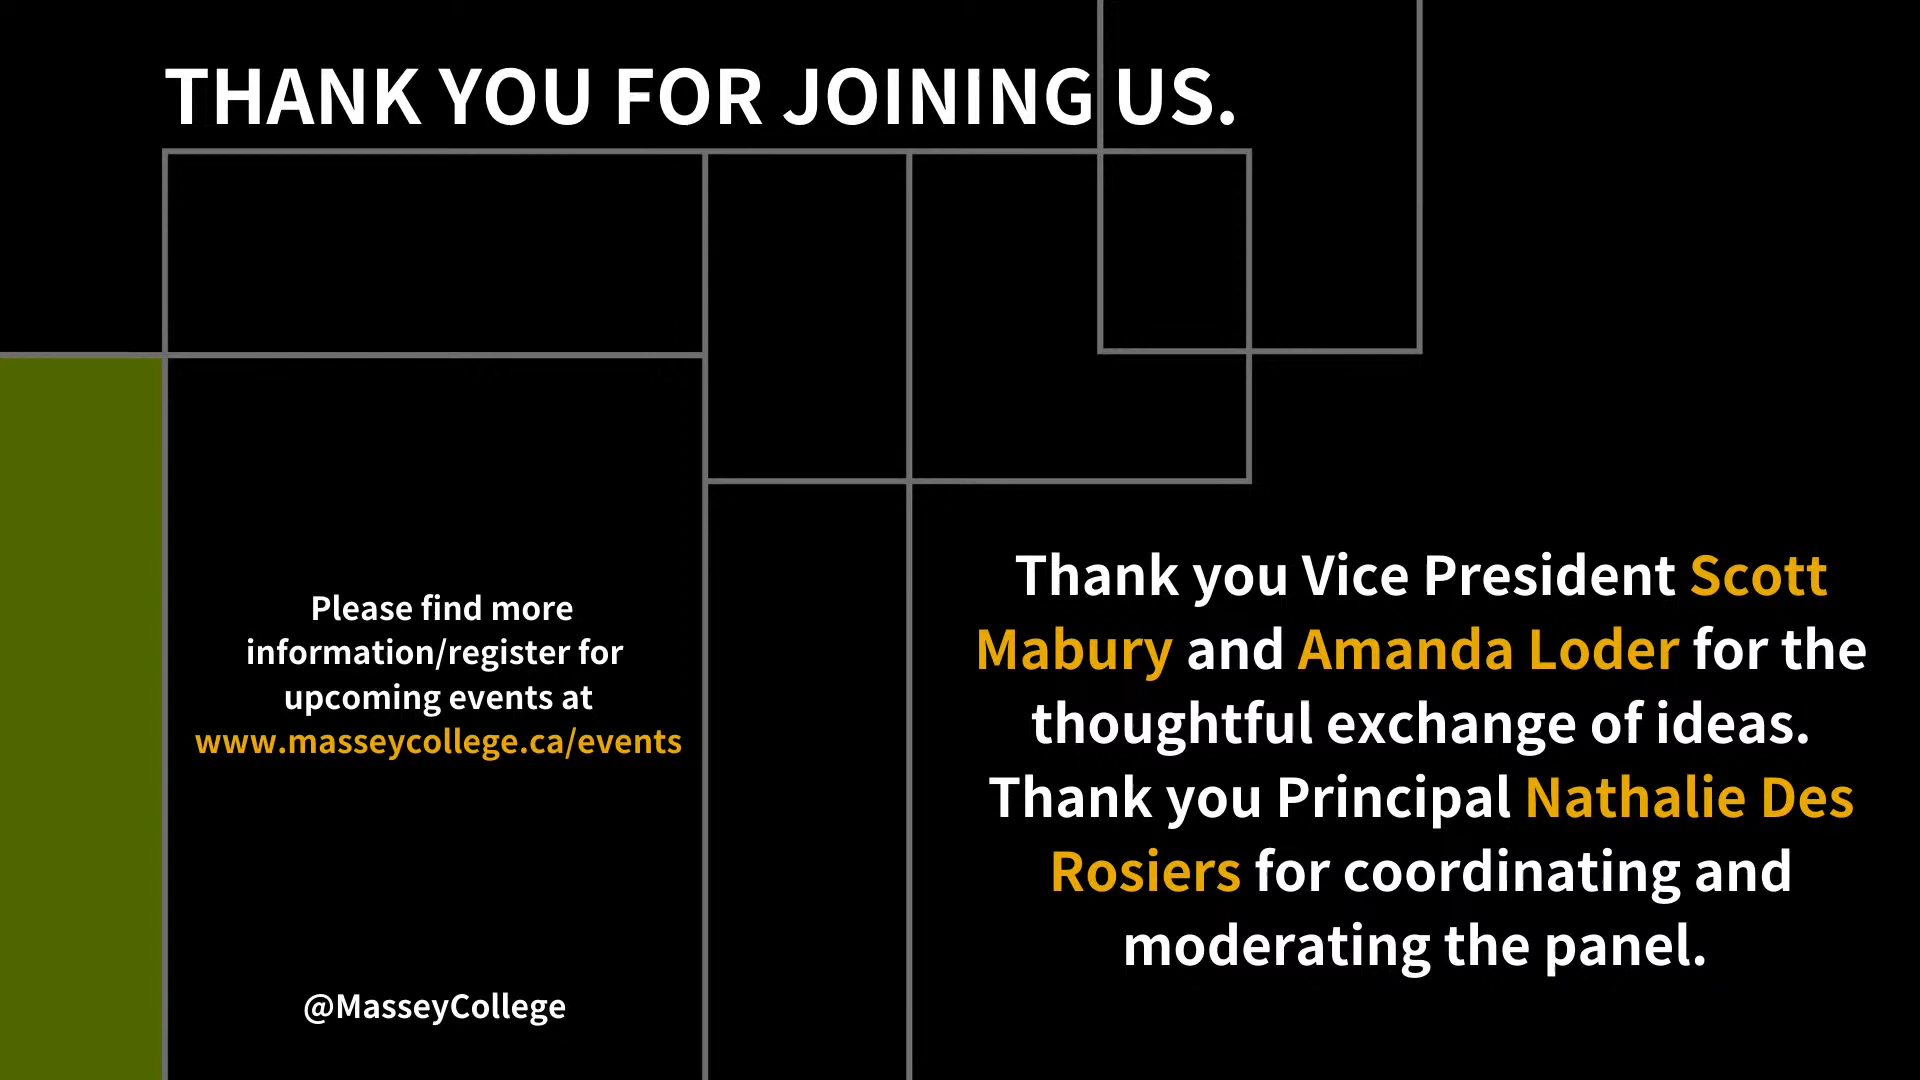 THANK YOU FOR JOINING US.
Please find more
information/register for
upcoming events at
www.masseycollege.ca/events
@MasseyCollege
Thank you Vice President Scott
Mabury and Amanda Loder for the
thoughtful exchange of ideas.
Thank you Principal Nathalie Des
Rosiers for coordinating and
moderating the panel.